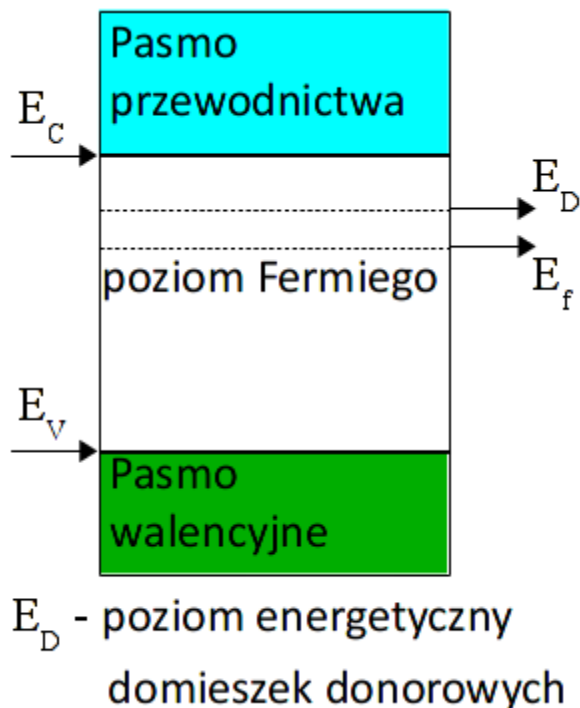 Pasmo
przewodnictwa
E_C
E_D
poziom Fermiego
E_f
E_V
Pasmo
walencyjne
E_D - poziom energetyczny
domieszek donorowych